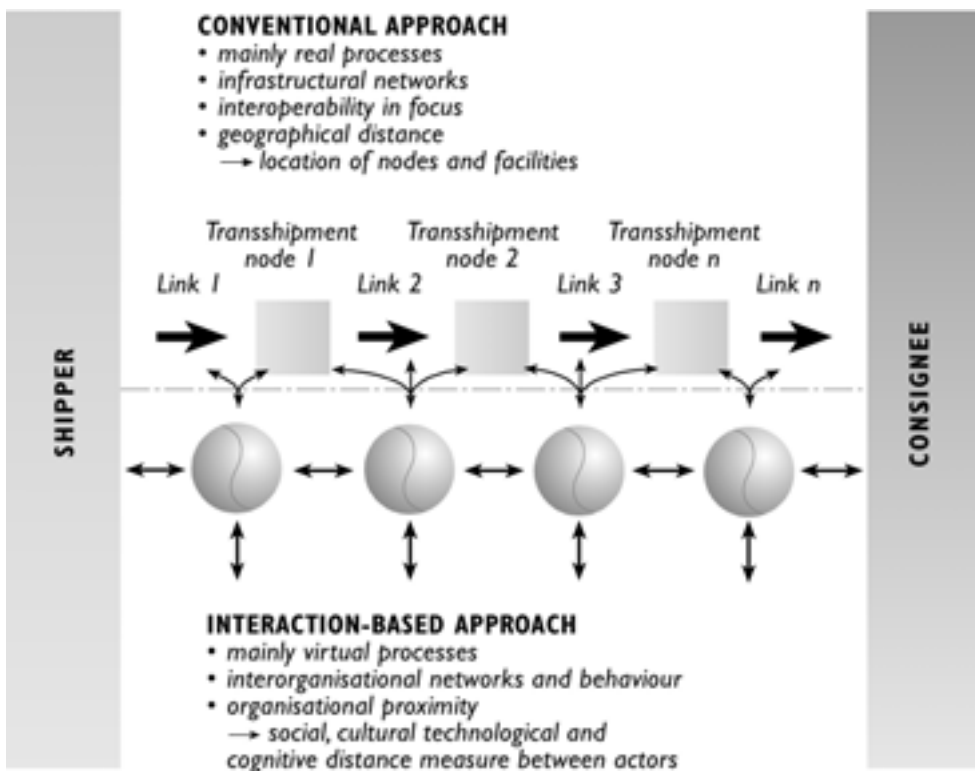 CONVENTIONAL APPROACH
• mainly real processes
• infrastructural networks
• interoperability in focus
• geographical distance
→ location of nodes and facilities
Transshipment
node 1
Transshipment
node 2
Transshipment
node n
Link 1
Link 2
Link 3
Link n
SHIPPER
CONSIGNEE
INTERACTION-BASED APPROACH
• mainly virtual processes
• interorganisational networks and behaviour
• organisational proximity
→ social, cultural technological and
cognitive distance measure between actors